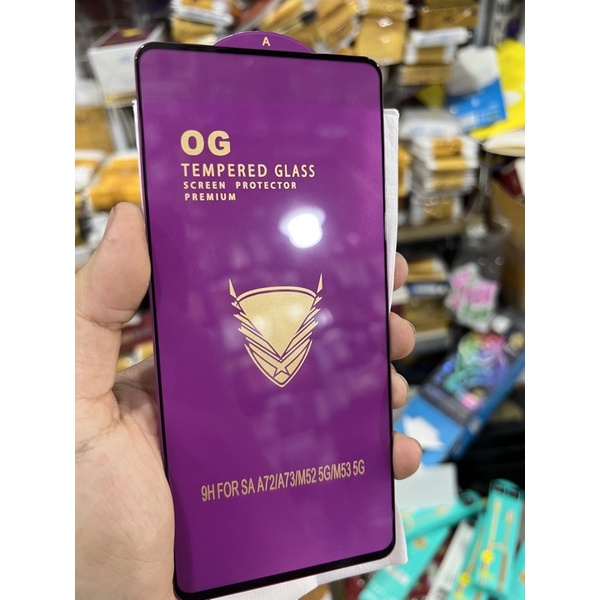 A
OG
TEMPERED GLASS
SCREEN PROTECTOR
PREMIUM
9H FOR SA A72/A73/M52 5G/M53 5G